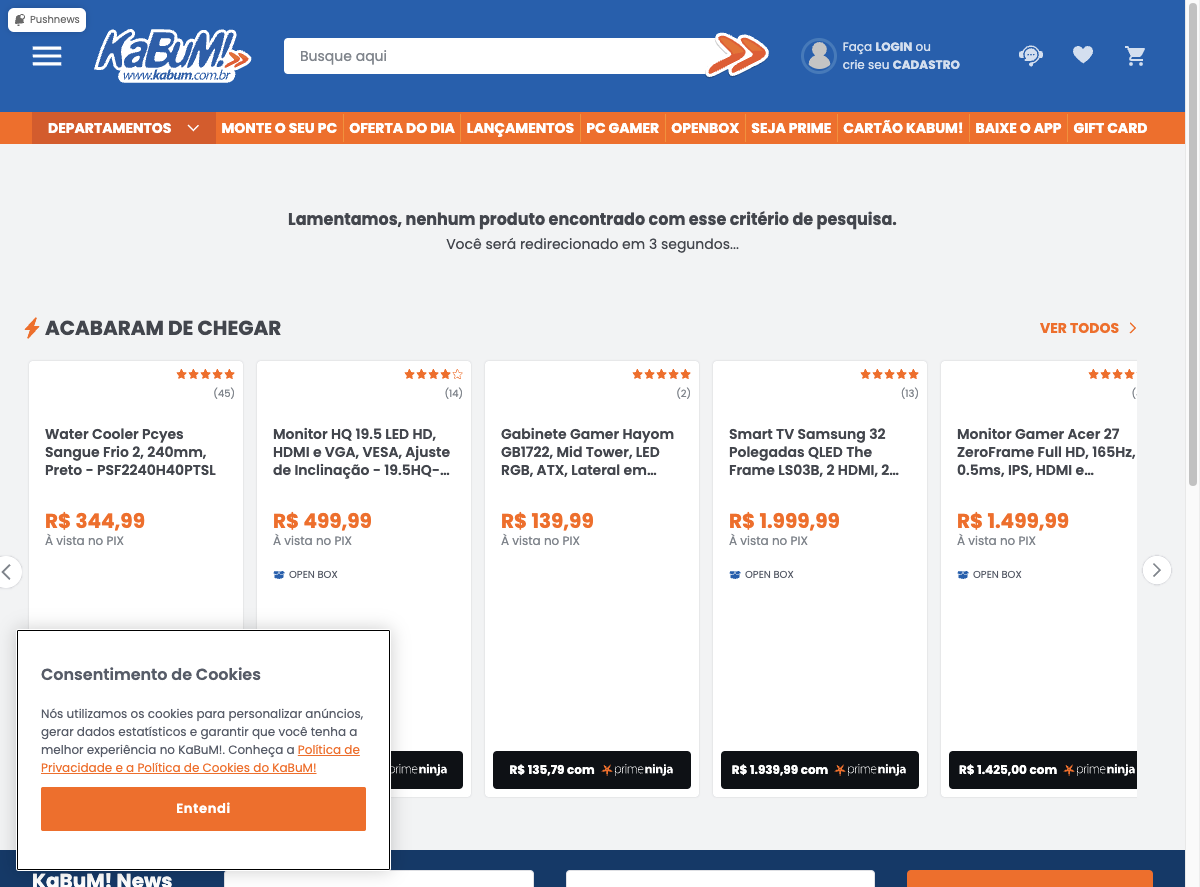 Pushnews
KaBuM!
www.kabum.com.br
Busque aqui
Faça LOGIN ou
crie seu CADASTRO
DEPARTAMENTOS
MONTE O SEU PC
OFERTA DO DIA
LANÇAMENTOS
PC GAMER
OPENBOX
SEJA PRIME
CARTÃO KABUM!
BAIXE O APP
GIFT CARD
Lamentamos, nenhum produto encontrado com esse critério de pesquisa.
Você será redirecionado em 3 segundos...
ACABARAM DE CHEGAR
VER TODOS
(45)
Water Cooler Pcyes
Sangue Frio 2, 240mm,
Preto - PSF2240H40PTSL
R$ 344,99
À vista no PIX
(14)
Monitor HQ 19.5 LED HD,
HDMI e VGA, VESA, Ajuste
de Inclinação - 19.5HQ-...
R$ 499,99
À vista no PIX
OPEN BOX
primeninja
(2)
Gabinete Gamer Hayom
GB1722, Mid Tower, LED
RGB, ATX, Lateral em...
R$ 139,99
À vista no PIX
R$ 135,79 com primeninja
(13)
Smart TV Samsung 32
Polegadas QLED The
Frame LS03B, 2 HDMI, 2...
R$ 1.999,99
À vista no PIX
OPEN BOX
R$ 1.939,99 com primeninja
Monitor Gamer Acer 27
ZeroFrame Full HD, 165Hz,
0.5ms, IPS, HDMI e...
R$ 1.499,99
À vista no PIX
OPEN BOX
R$ 1.425,00 com primeninja
Consentimento de Cookies
Nós utilizamos os cookies para personalizar anúncios,
gerar dados estatísticos e garantir que você tenha a
melhor experiência no KaBuM!. Conheça a Política de
Privacidade e a Política de Cookies do KaBuM!
Entendi
KaBuM! News